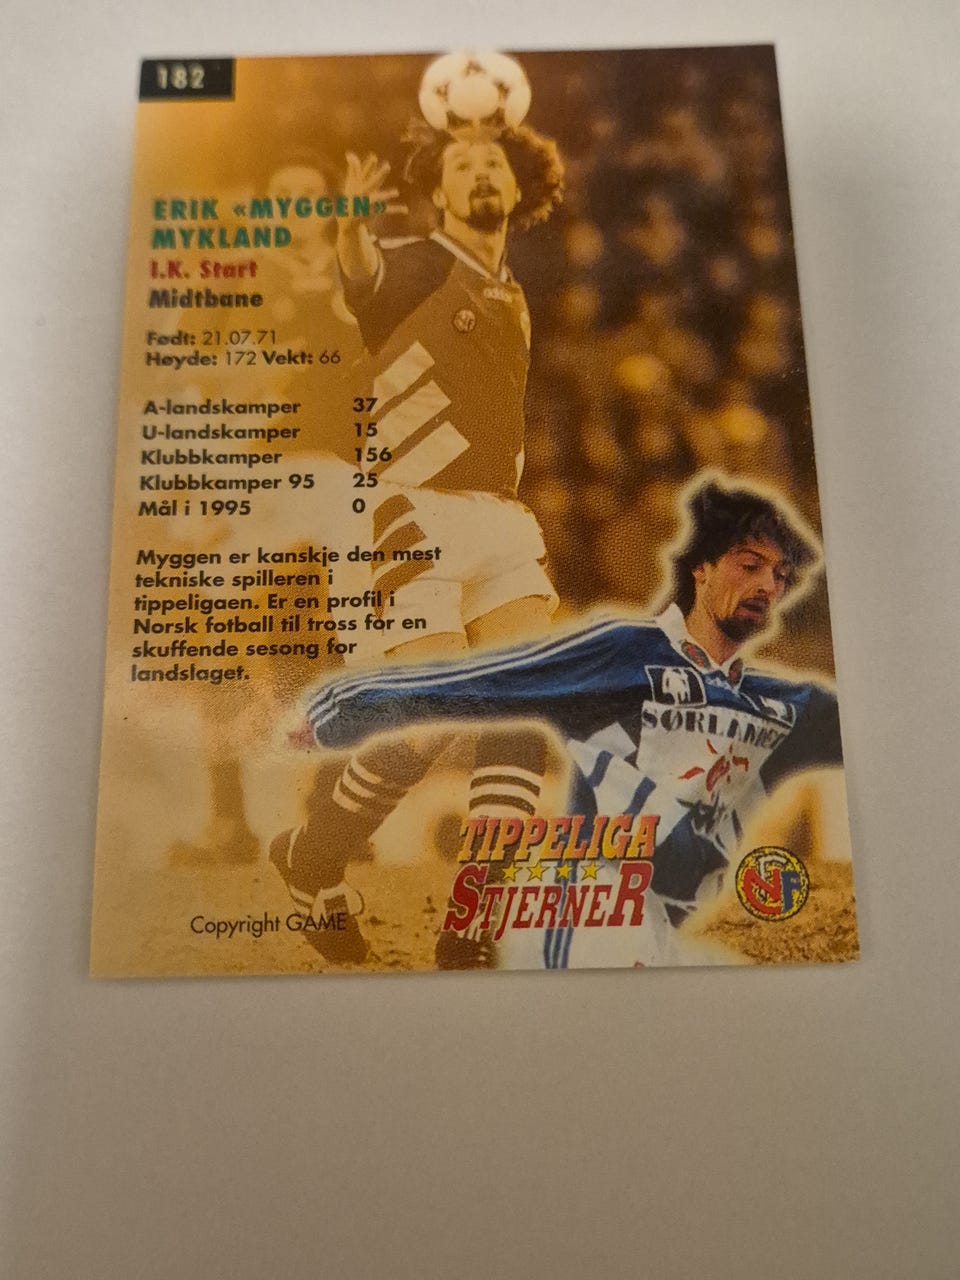 182
ERIK «MYGGEN»
MYKLAND
I.K. Start
Midtbane
Født: 21.07.71
Høyde: 172 Vekt: 66
A-landskamper 37
U-landskamper 15
Klubbkamper 156
Klubbkamper 95 25
Mål i 1995 0
Myggen er kanskje den mest
tekniske spilleren i
tippeligaen. Er en profil i
Norsk fotball til tross for en
skuffende sesong for
landslaget.
TIPPELIGA
STJERNER
NFF
Copyright GAME